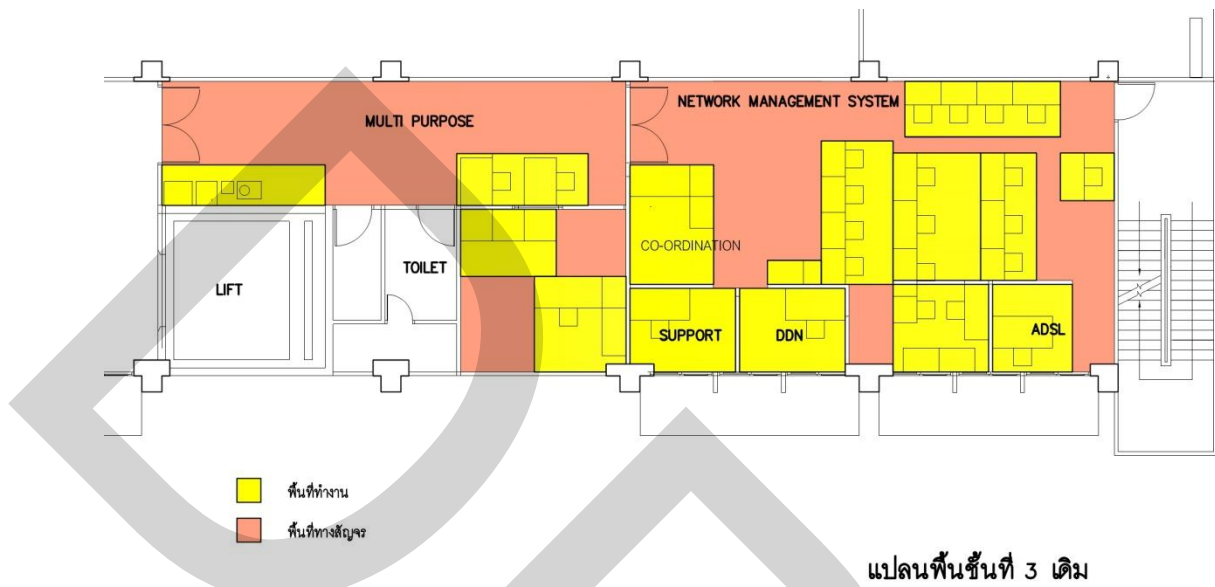 NETWORK MANAGEMENT SYSTEM
MULTI PURPOSE
CO-ORDINATION
TOILET
LIFT
SUPPORT
DDN
ADSL
พื้นที่ทำงาน
พื้นที่ทางสัญจร
แปลนพื้นชั้นที่ 3 เดิม